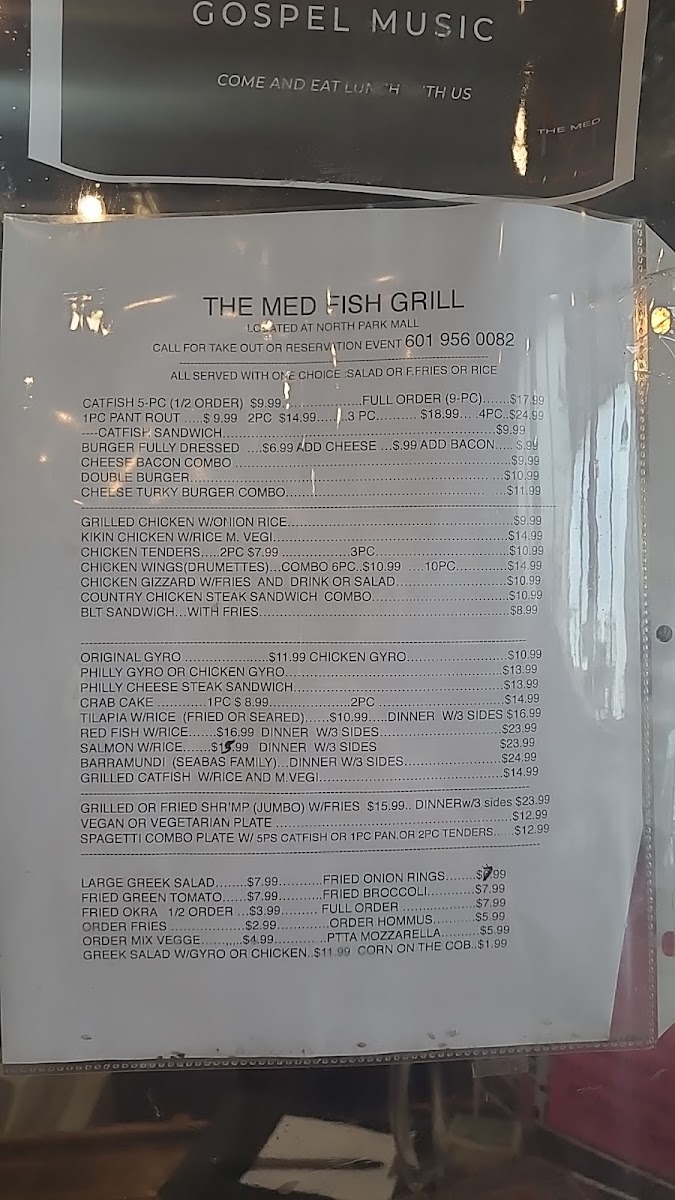 GOSPEL MUSIC
COME AND EAT LUNCH WITH US
THE MED
THE MED FISH GRILL
LOCATED AT NORTH PARK MALL
CALL FOR TAKE OUT OR RESERVATION EVENT 601 956 0082
ALL SERVED WITH ONE CHOICE :SALAD OR F.FRIES OR RICE
CATFISH 5-PC (1/2 ORDER) $9.99.....................FULL ORDER (9-PC).......$17.99
1PC PANT ROUT .....$ 9.99 2PC $14.99.......3 PC..........$18.99....4PC..$24.99
----CATFISH SANDWICH..........................................................$9.99
BURGER FULLY DRESSED ....$6.99 ADD CHEESE ...$.99 ADD BACON..... $.99
CHEESE BACON COMBO ..........................................................$9,99
DOUBLE BURGER.................................................................$10.99
CHEESE TURKY BURGER COMBO..............................................$11.99
GRILLED CHICKEN W/ONION RICE..............................................$9.99
KIKIN CHICKEN W/RICE M. VEGI................................................$14.99
CHICKEN TENDERS.....2PC $7.99 .................3PC.........................$10.99
CHICKEN WINGS(DRUMETTES)...COMBO 6PC..$10.99 ....10PC...........$14.99
CHICKEN GIZZARD W/FRIES AND DRINK OR SALAD.......................$10.99
COUNTRY CHICKEN STEAK SANDWICH COMBO...........................$10.99
BLT SANDWICH...WITH FRIES....................................................$8.99
ORIGINAL GYRO .....................$11.99 CHICKEN GYRO.....................$10.99
PHILLY GYRO OR CHICKEN GYRO..............................................$13.99
PHILLY CHEESE STEAK SANDWICH.............................................$13.99
CRAB CAKE ............1PC $ 8.99....................2PC .......................$14.99
TILAPIA W/RICE (FRIED OR SEARED)......$10.99.....DINNER W/3 SIDES $16.99
RED FISH W/RICE.......$16.99 DINNER W/3 SIDES.........................$23.99
SALMON W/RICE.......$15.99 DINNER W/3 SIDES $23.99
BARRAMUNDI (SEABAS FAMILY)...DINNER W/3 SIDES.......................$24.99
GRILLED CATFISH W/RICE AND M.VEGI........................................$14.99
GRILLED OR FRIED SHRIMP (JUMBO) W/FRIES $15.99.. DINNERw/3 sides $23.99
VEGAN OR VEGETARIAN PLATE ................................................$12.99
SPAGETTI COMBO PLATE W/ 5PS CATFISH OR 1PC PAN.OR 2PC TENDERS.....$12.99
LARGE GREEK SALAD........$7.99...........FRIED ONION RINGS........$ .99
FRIED GREEN TOMATO......$7.99...........FRIED BROCCOLI............$7.99
FRIED OKRA 1/2 ORDER ...$3.99......... FULL ORDER ...................$7.99
ORDER FRIES ..................$2.99.............ORDER HOMMUS..........$5.99
ORDER MIX VEGGE......,,,,,$4.99.............PTTA MOZZARELLA.........$5.99
GREEK SALAD W/GYRO OR CHICKEN..$11.99 CORN ON THE COB..$1.99